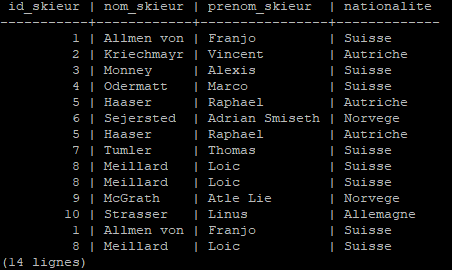 id_skieur | nom_skieur | prenom_skieur | nationalite
-----------+------------+----------------+-------------
1 | Allmen von | Franjo | Suisse
2 | Kriechmayr | Vincent | Autriche
3 | Monney | Alexis | Suisse
4 | Odermatt | Marco | Suisse
5 | Haaser | Raphael | Autriche
6 | Sejersted | Adrian Smiseth | Norvege
5 | Haaser | Raphael | Autriche
7 | Tumler | Thomas | Suisse
8 | Meillard | Loic | Suisse
8 | Meillard | Loic | Suisse
9 | McGrath | Atle Lie | Norvege
10 | Strasser | Linus | Allemagne
1 | Allmen von | Franjo | Suisse
8 | Meillard | Loic | Suisse
(14 lignes)